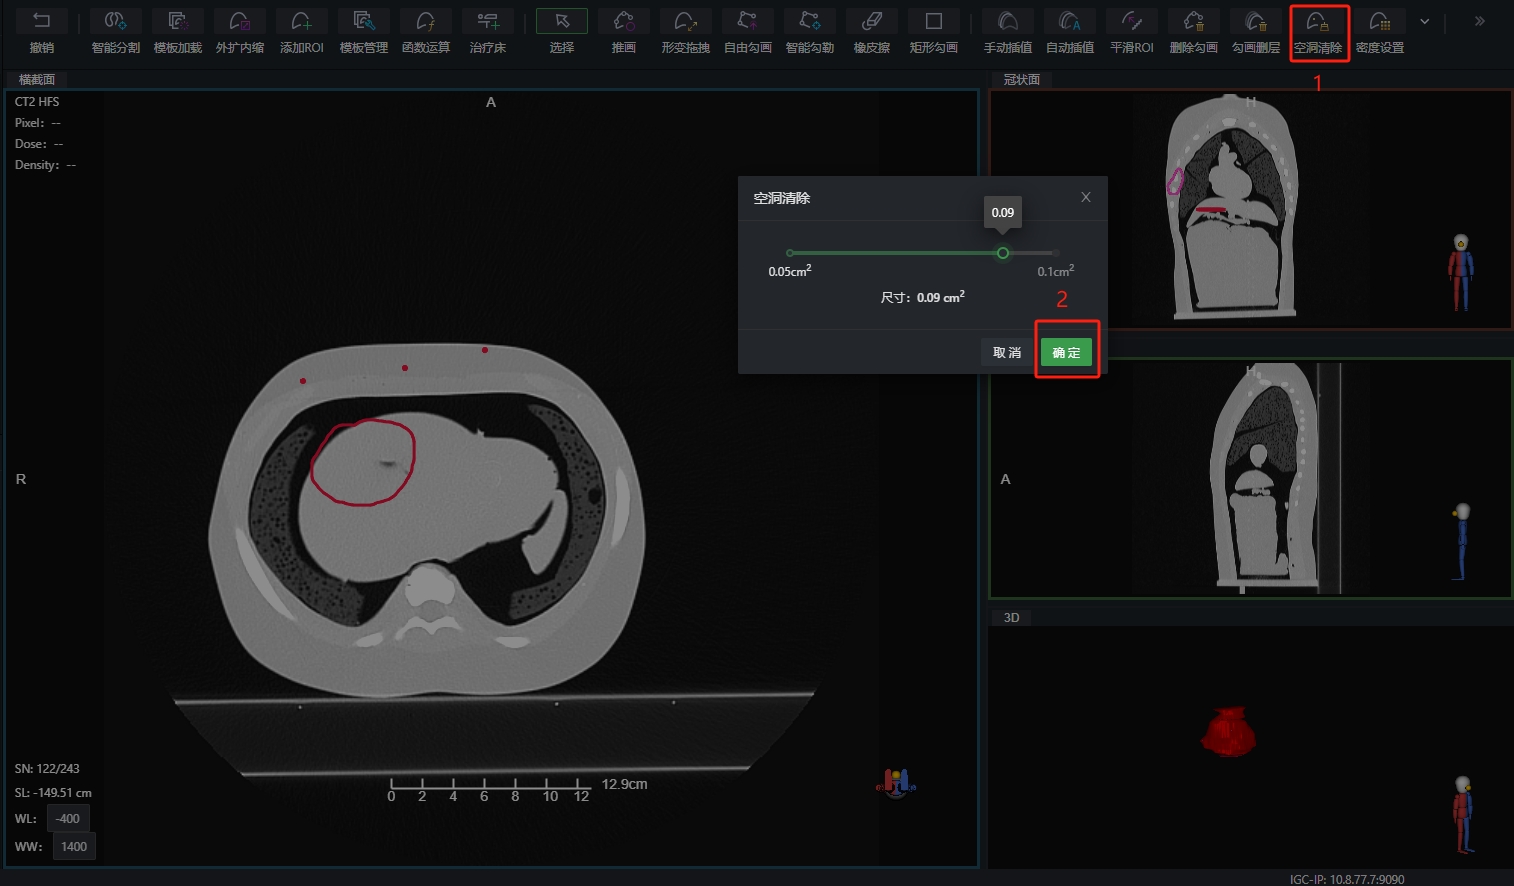 撤销 智能分割 模板加载 外扩内缩 添加ROI 模板管理 函数运算 治疗床 选择 推画 形变拖拽 自由勾画 智能勾勒 橡皮擦 矩形勾画 手动插值 自动插值 平滑ROI 删除勾画 勾画删层 空洞清除 密度设置
1
横截面
冠状面
CT2 HFS
A
H
Pixel: --
Dose: --
Density: --
空洞清除
X
0.09
0.05cm²
0.1cm²
尺寸: 0.09 cm²
2
取消 确定
H
R
A
3D
SN: 122/243
SL: -149.51 cm
12.9cm
0 2 4 6 8 10 12
WL: -400
WW: 1400
IGC-IP: 10.8.77.7:9090